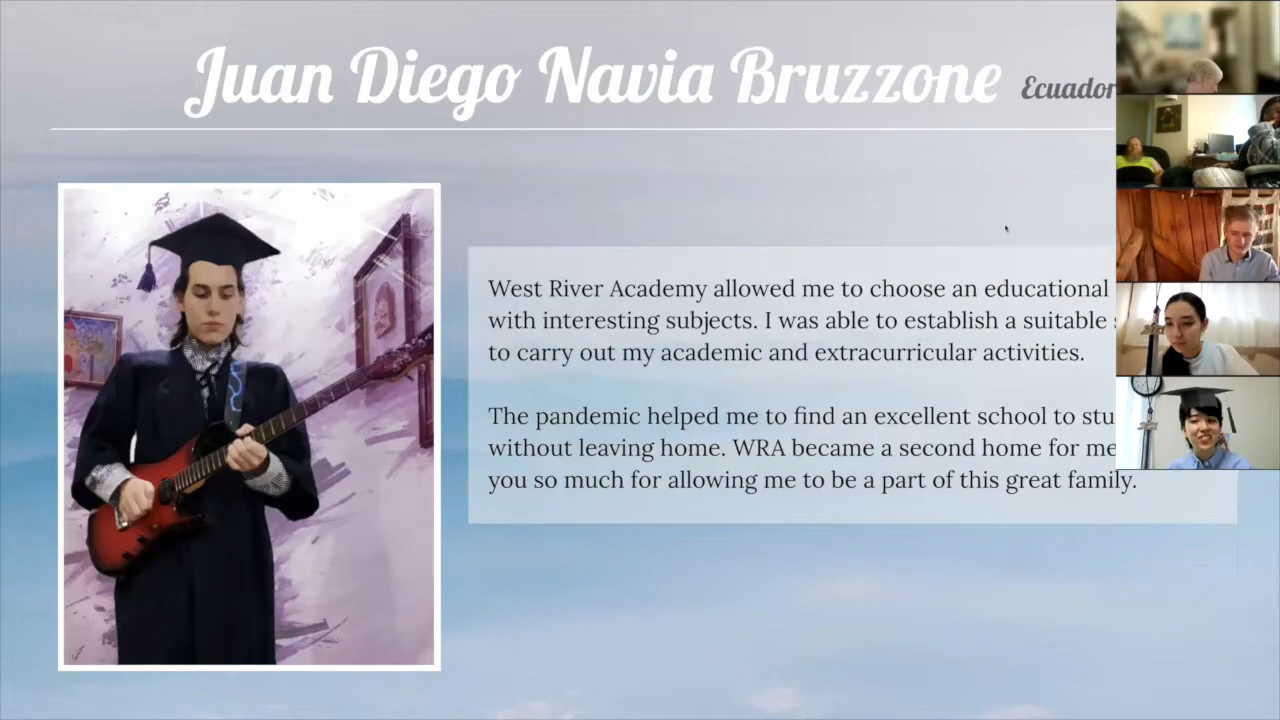 Juan Diego Navia Bruzzone Ecuador
West River Academy allowed me to choose an educational
with interesting subjects. I was able to establish a suitable
to carry out my academic and extracurricular activities.
The pandemic helped me to find an excellent school to
without leaving home. WRA became a second home for me
you so much for allowing me to be a part of this great family.